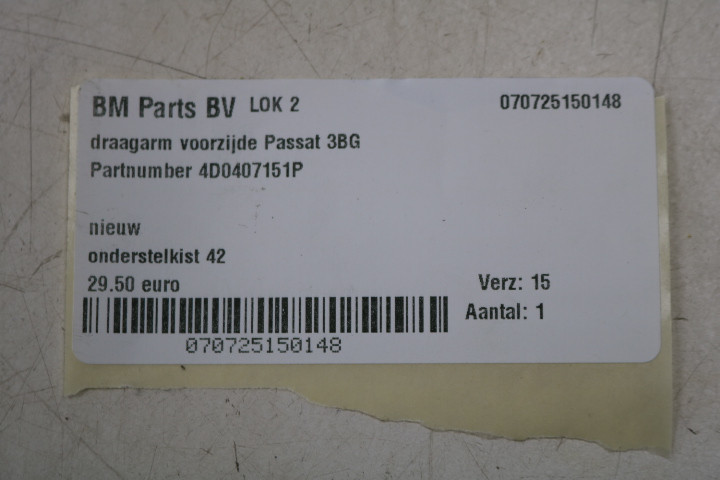 BM Parts BV LOK 2 070725150148
draagarm voorzijde Passat 3BG
Partnumber 4D0407151P
nieuw
onderstelkist 42
29.50 euro Verz: 15
Aantal: 1
070725150148